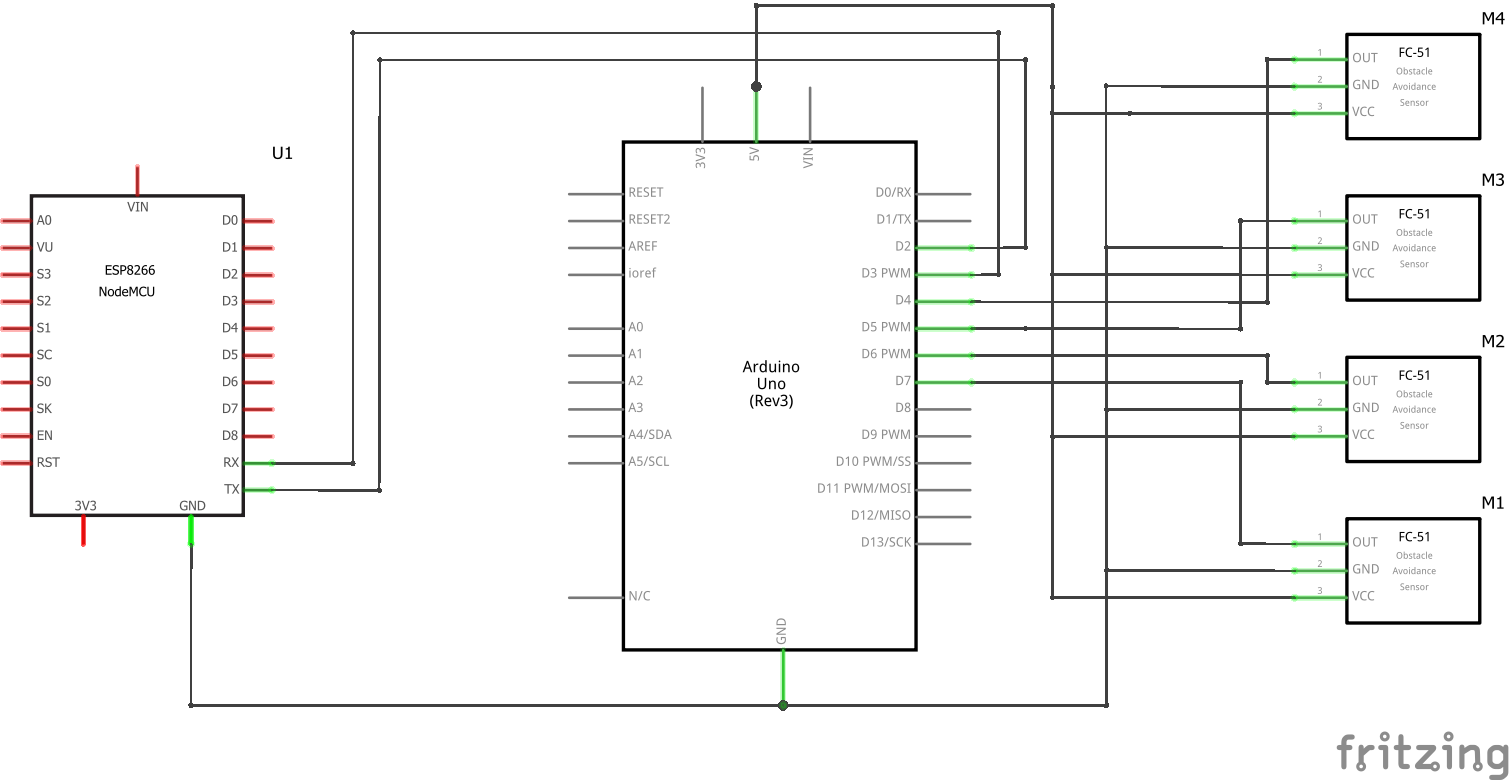 U1
VIN
A0
VU
S3
S2
S1
SC
S0
SK
EN
RST
ESP8266
NodeMCU
D0
D1
D2
D3
D4
D5
D6
D7
D8
RX
TX
3V3
GND
3V3
5V
VIN
RESET
RESET2
AREF
ioref
A0
A1
A2
A3
A4/SDA
A5/SCL
N/C
Arduino
Uno
(Rev3)
D0/RX
D1/TX
D2
D3 PWM
D4
D5 PWM
D6 PWM
D7
D8
D9 PWM
D10 PWM/SS
D11 PWM/MOSI
D12/MISO
D13/SCK
GND
M4
1
OUT
2
GND
3
VCC
FC-51
Obstacle
Avoidance
Sensor
M3
1
OUT
2
GND
3
VCC
FC-51
Obstacle
Avoidance
Sensor
M2
1
OUT
2
GND
3
VCC
FC-51
Obstacle
Avoidance
Sensor
M1
1
OUT
2
GND
3
VCC
FC-51
Obstacle
Avoidance
Sensor
fritzing